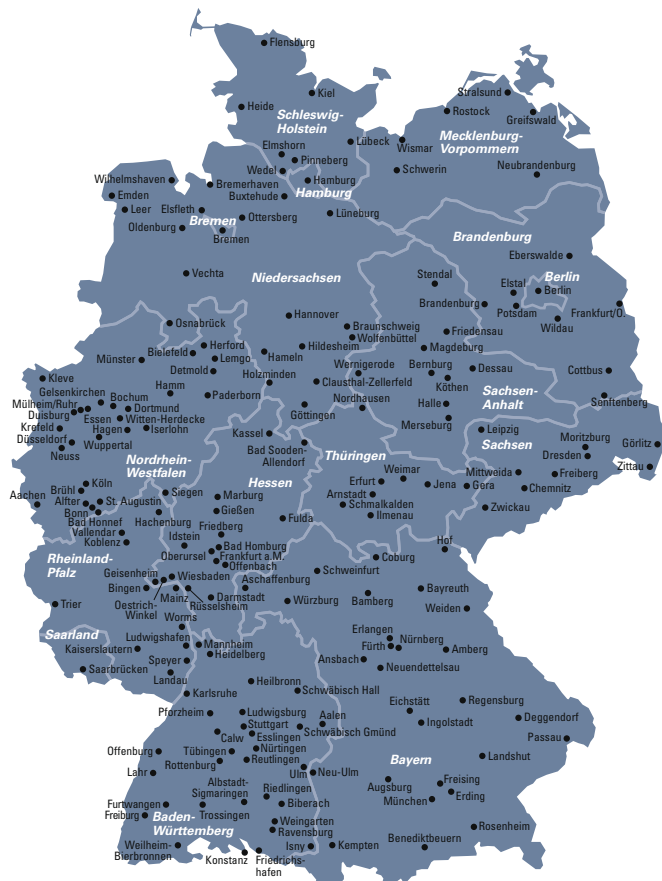 Flensburg
Kiel
Stralsund
Heide
Rostock
Greifswald
Schleswig-
Holstein
Mecklenburg-
Vorpommern
Lübeck
Wismar
Elmshorn
Pinneberg
Schwerin
Neubrandenburg
Wedel
Wilhelmshaven
Bremerhaven
Hamburg
Hamburg
Emden
Buxtehude
Leer
Elsfleth
Ottersberg
Lüneburg
Bremen
Oldenburg
Bremen
Brandenburg
Eberswalde
Vechta
Niedersachsen
Stendal
Elstal
Berlin
Berlin
Brandenburg
Potsdam
Frankfurt/O.
Wildau
Hannover
Osnabrück
Braunschweig
Wolfenbüttel
Friedensau
Herford
Hildesheim
Magdeburg
Bielefeld
Lemgo
Hameln
Münster
Detmold
Wernigerode
Bernburg
Dessau
Cottbus
Kleve
Holzminden
Clausthal-Zellerfeld
Köthen
Gelsenkirchen
Hamm
Paderborn
Nordhausen
Sachsen-
Anhalt
Senftenberg
Mülheim/Ruhr
Bochum
Göttingen
Halle
Duisburg
Dortmund
Essen
Witten-Herdecke
Merseburg
Krefeld
Hagen
Iserlohn
Leipzig
Düsseldorf
Wuppertal
Kassel
Sachsen
Moritzburg
Görlitz
Neuss
Bad Sooden-
Allendorf
Thüringen
Dresden
Nordrhein-
Westfalen
Zittau
Weimar
Mittweida
Freiberg
Hessen
Erfurt
Jena
Gera
Chemnitz
Köln
Brühl
Siegen
Marburg
Arnstadt
Aachen
Alfter
St. Augustin
Schmalkalden
Zwickau
Bonn
Gießen
Fulda
Ilmenau
Bad Honnef
Hachenburg
Vallendar
Friedberg
Koblenz
Idstein
Bad Homburg
Hof
Oberursel
Frankfurt a.M.
Coburg
Rheinland-
Pfalz
Offenbach
Schweinfurt
Geisenheim
Wiesbaden
Aschaffenburg
Bingen
Mainz
Darmstadt
Bamberg
Bayreuth
Trier
Oestrich-
Winkel
Rüsselsheim
Würzburg
Weiden
Worms
Saarland
Ludwigshafen
Mannheim
Erlangen
Kaiserslautern
Heidelberg
Fürth
Nürnberg
Amberg
Speyer
Ansbach
Saarbrücken
Landau
Neuendettelsau
Heilbronn
Karlsruhe
Schwäbisch Hall
Regensburg
Eichstätt
Pforzheim
Ludwigsburg
Aalen
Ingolstadt
Deggendorf
Stuttgart
Schwäbisch Gmünd
Calw
Esslingen
Passau
Offenburg
Tübingen
Nürtingen
Landshut
Rottenburg
Reutlingen
Bayern
Lahr
Ulm
Neu-Ulm
Albstadt-
Sigmaringen
Riedlingen
Augsburg
Freising
Furtwangen
Trossingen
Biberach
München
Erding
Freiburg
Baden-
Württemberg
Weingarten
Ravensburg
Rosenheim
Weilheim-
Bierbronnen
Konstanz
Friedrichs-
hafen
Isny
Kempten
Benediktbeuern